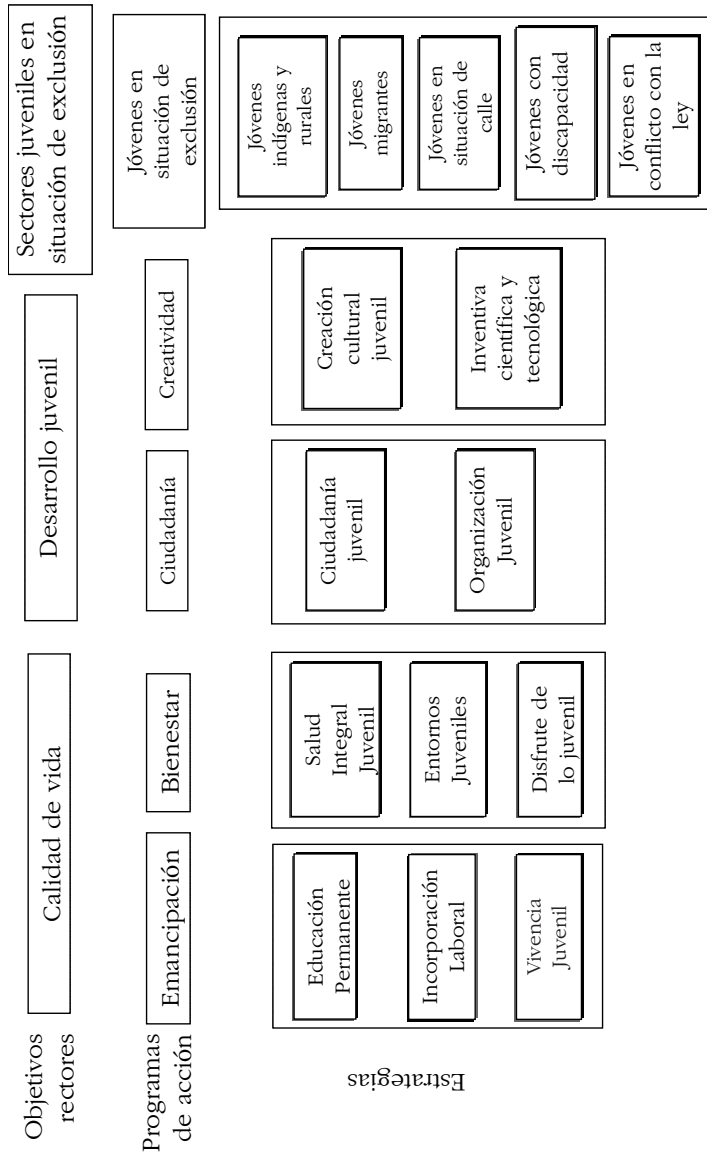 Objetivos
rectores
Calidad de vida
Desarrollo juvenil
Sectores juveniles en
situación de exclusión
Programas
de acción
Emancipación
Bienestar
Ciudadanía
Creatividad
Jóvenes en
situación de
exclusión
Estrategias
Educación
Permanente
Incorporación
Laboral
Vivencia
Juvenil
Salud
Integral
Juvenil
Entornos
Juveniles
Disfrute de
lo juvenil
Ciudadanía
juvenil
Organización
Juvenil
Creación
cultural
juvenil
Inventiva
científica y
tecnológica
Jóvenes
indígenas y
rurales
Jóvenes
migrantes
Jóvenes en
situación de
calle
Jóvenes con
discapacidad
Jóvenes en
conflicto con la
ley